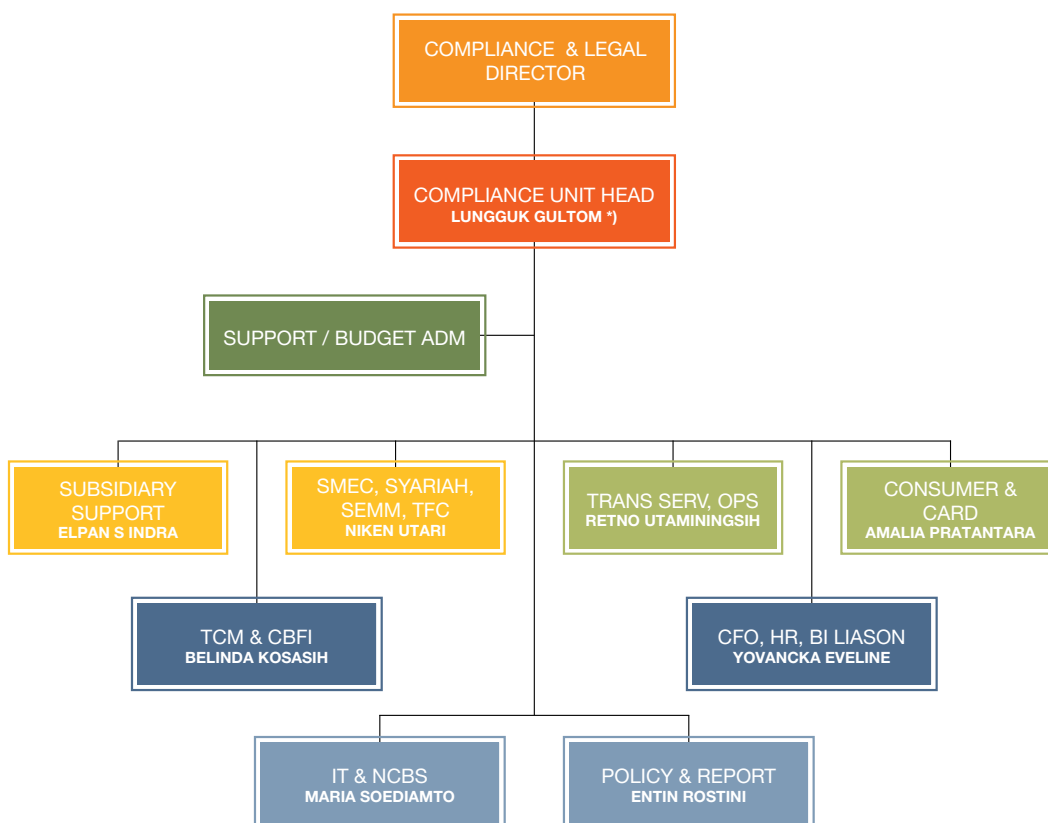 COMPLIANCE & LEGAL
DIRECTOR
COMPLIANCE UNIT HEAD
LUNGGUK GULTOM *)
SUPPORT / BUDGET ADM
SUBSIDIARY
SUPPORT
ELPAN S INDRA
SMEC, SYARIAH,
SEMM, TFC
NIKEN UTARI
TRANS SERV, OPS
RETNO UTAMININGSIH
CONSUMER &
CARD
AMALIA PRATANTARA
TCM & CBFI
BELINDA KOSASIH
CFO, HR, BI LIASON
YOVANCKA EVELINE
IT & NCBS
MARIA SOEDIAMTO
POLICY & REPORT
ENTIN ROSTINI